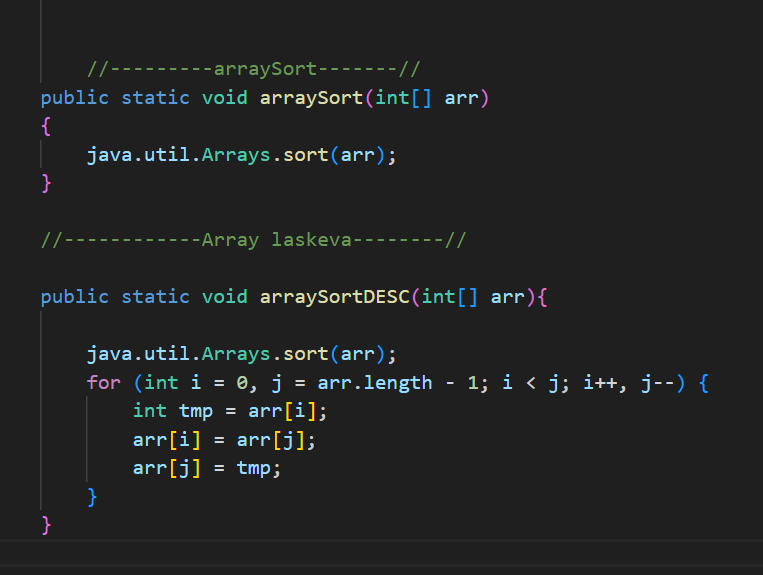 //---------arraySort-------//
public static void arraySort(int[] arr)
{
java.util.Arrays.sort(arr);
}
//------------Array laskeva--------//
public static void arraySortDESC(int[] arr){
java.util.Arrays.sort(arr);
for (int i = 0, j = arr.length - 1; i < j; i++, j--) {
int tmp = arr[i];
arr[i] = arr[j];
arr[j] = tmp;
}
}